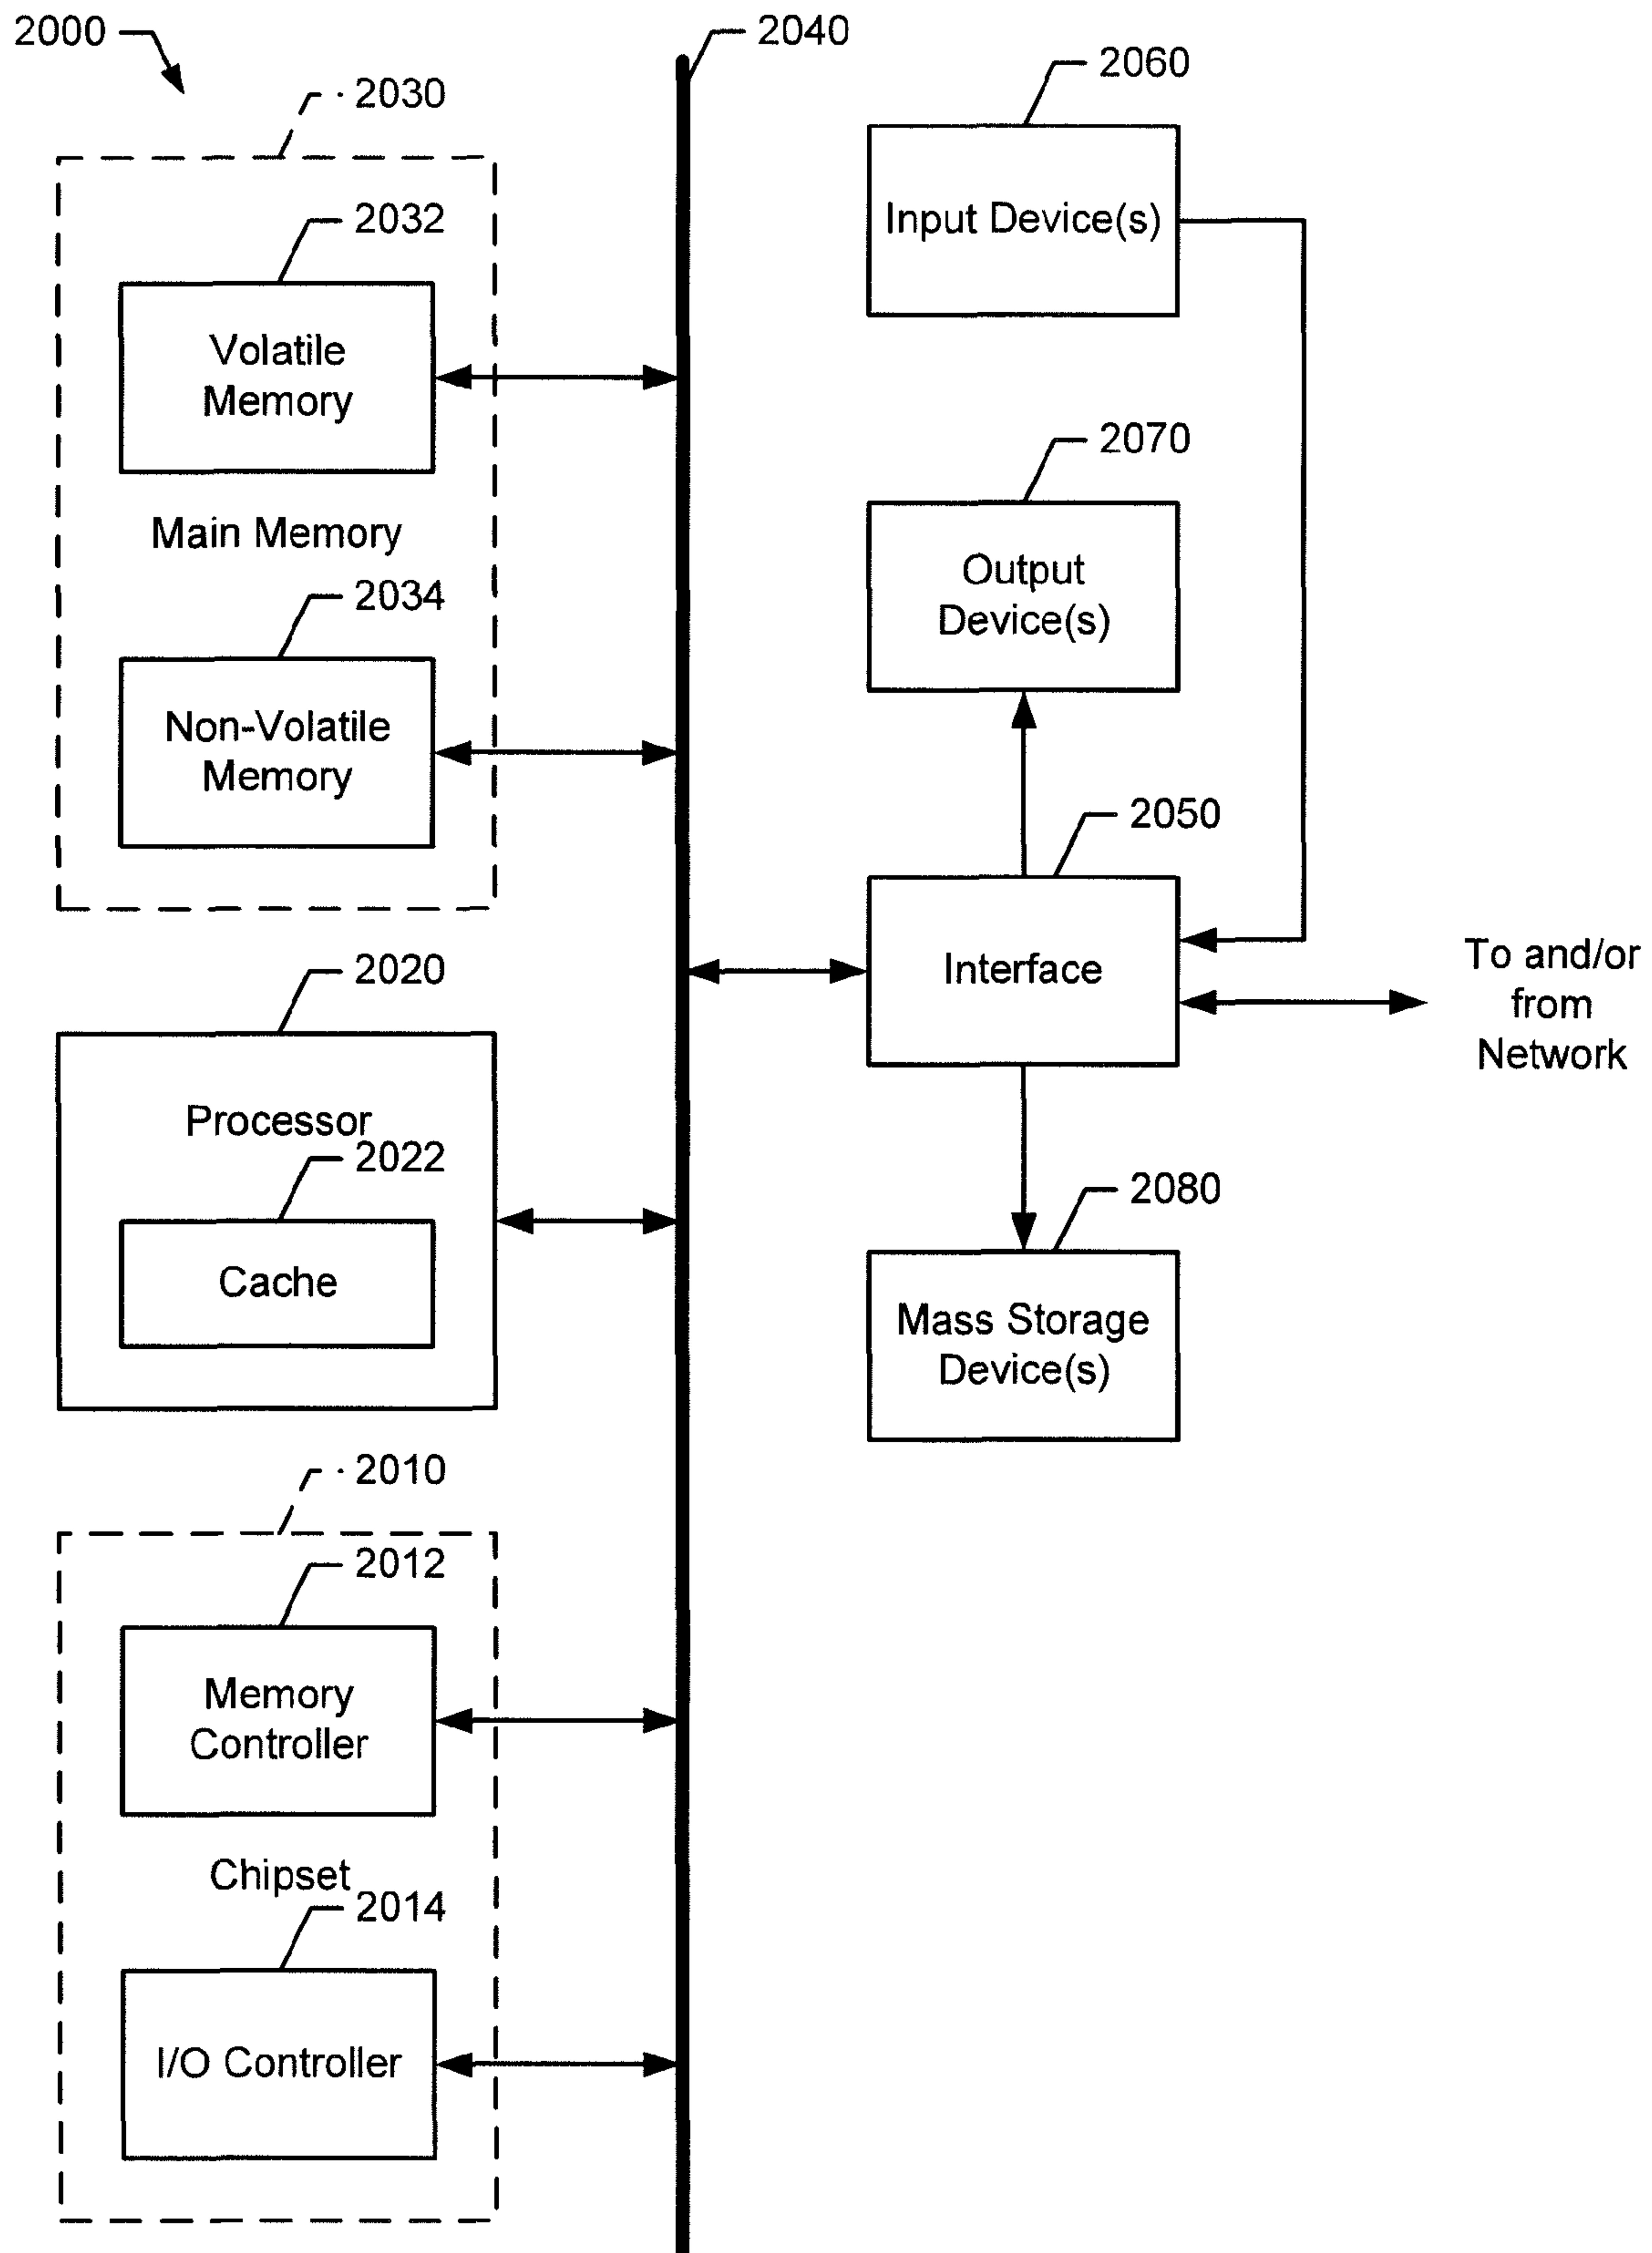 2000
2040
2060
2030
Input Device(s)
2032
Volatile
Memory
2070
Main Memory
Output
Device(s)
2034
Non-Volatile
Memory
2050
Interface
To and/or
from
Network
2020
Processor
2022
Cache
2080
Mass Storage
Device(s)
2010
2012
Memory
Controller
Chipset
2014
I/O Controller